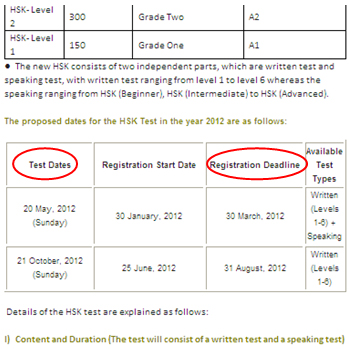 HSK-Level 2 300 Grade Two A2
HSK-Level 1 150 Grade One A1
● The new HSK consists of two independent parts, which are written test and
speaking test, with written test ranging from level 1 to level 6 whereas the
speaking ranging from HSK (Beginner), HSK (Intermediate) to HSK (Advanced).
The proposed dates for the HSK Test in the year 2012 are as follows:
Test Dates Registration Start Date Registration Deadline Available Test Types
20 May, 2012 (Sunday) 30 January, 2012 30 March, 2012 Written (Levels 1-6) + Speaking
21 October, 2012 (Sunday) 25 June, 2012 31 August, 2012 Written (Levels 1-6)
Details of the HSK test are explained as follows:
I) Content and Duration (The test will consist of a written test and a speaking test)